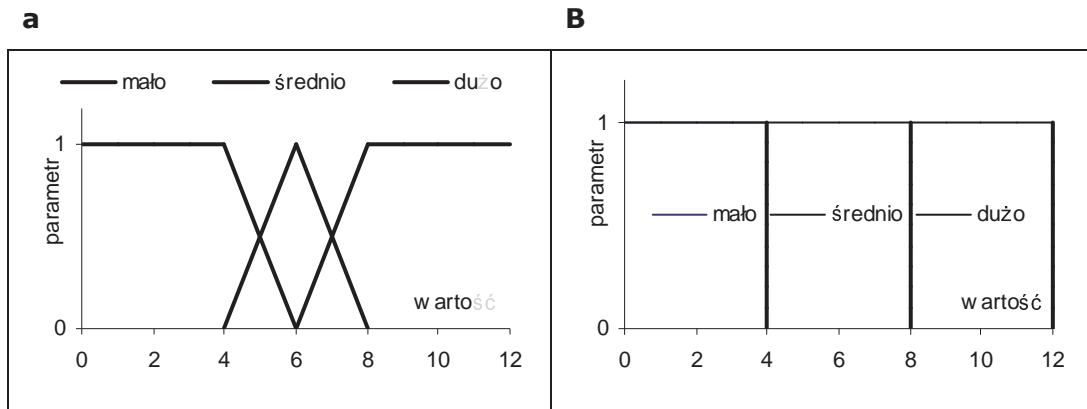 a
B
mało średnio dużo
1
parametr
wartość
0
0 2 4 6 8 10 12
1
parametr
mało średnio dużo
wartość
0
0 2 4 6 8 10 12